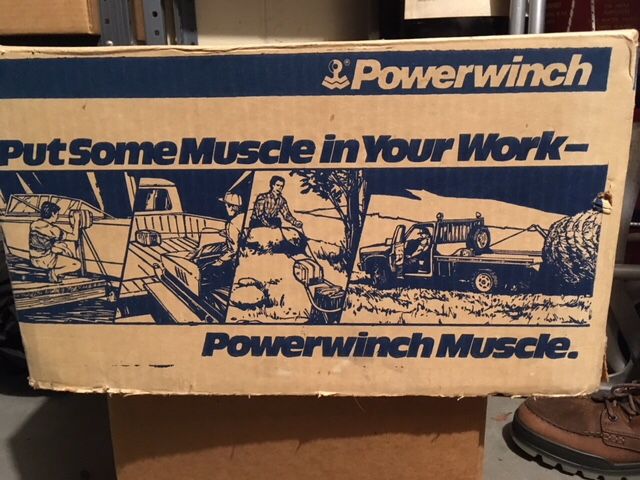 Powerwinch
Put Some Muscle in Your Work—
Powerwinch Muscle.